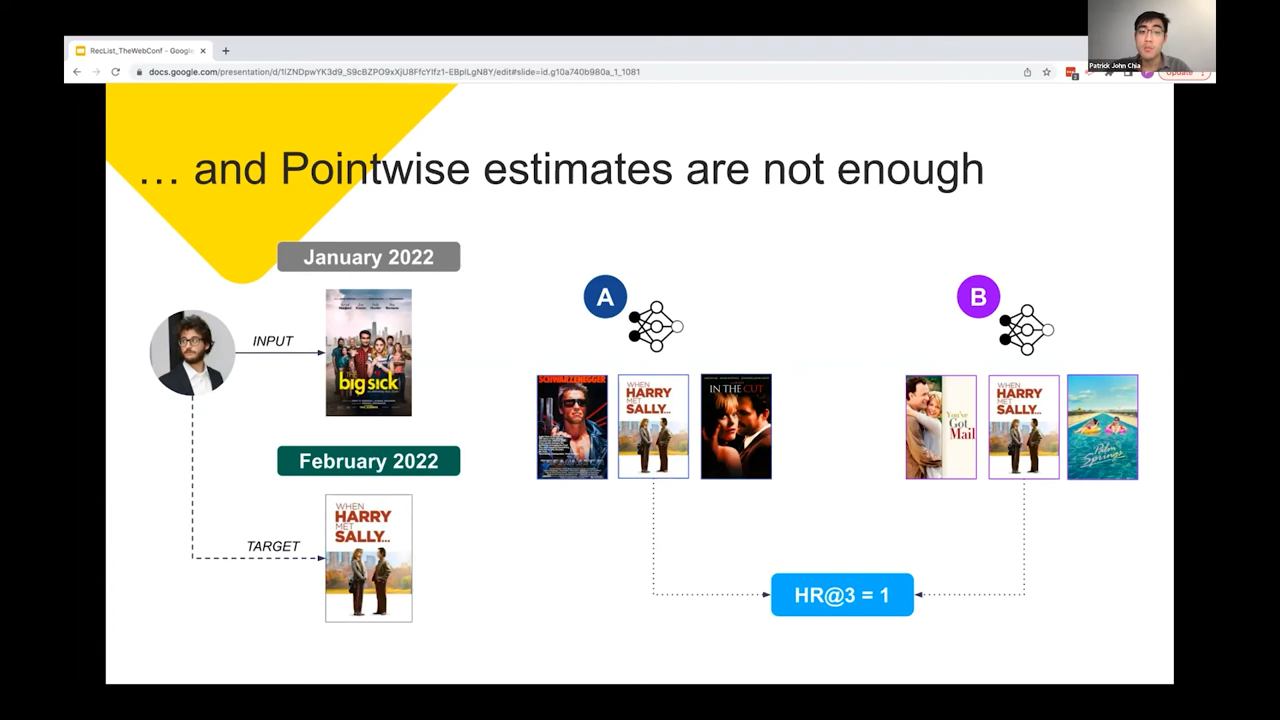 RecList_TheWebConf - Google
docs.google.com/presentation/d/1lZNDpwYK3d9_S9cBZPO9xXjU8FfcYIfz1-EBplLgN8Y/edit#slide=id.g10a740b980a_1_1081
Update
Patrick John Chia
… and Pointwise estimates are not enough
January 2022
INPUT
the
big sick
February 2022
TARGET
WHEN
HARRY
MET
SALLY...
A
SCHWARZENEGGER
WHEN
HARRY
MET
SALLY...
IN THE CUT
B
You've
Got
Mail
WHEN
HARRY
MET
SALLY...
Palm
Springs
HR@3 = 1